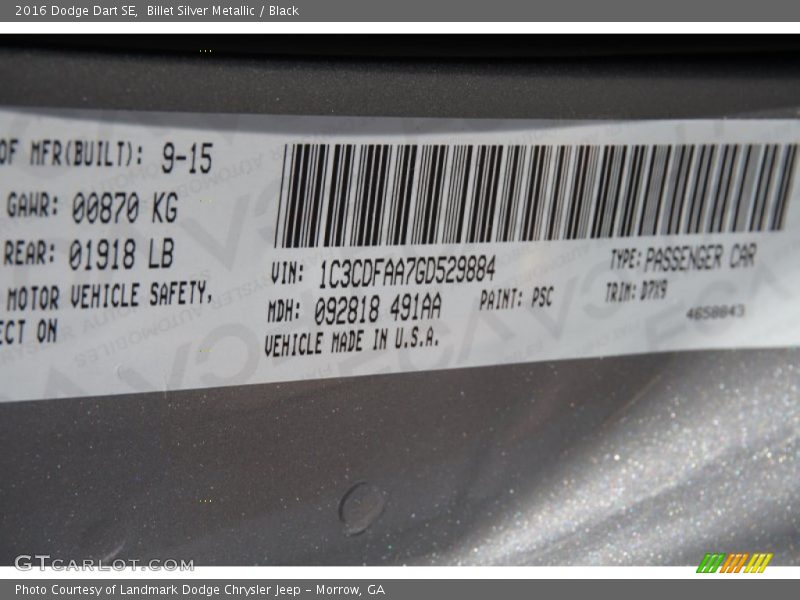 2016 Dodge Dart SE, Billet Silver Metallic / Black
OF MFR(BUILT): 9-15
GAWR: 00870 KG
REAR: 01918 LB
MOTOR VEHICLE SAFETY,
ECT ON
VIN: 1C3CDFAA7GD529884
TYPE: PASSENGER CAR
MDH: 092818 491AA
PAINT: PSC
TRIM: D7X9
VEHICLE MADE IN U.S.A.
4658843
GTCARLOT.COM
Photo Courtesy of Landmark Dodge Chrysler Jeep - Morrow, GA